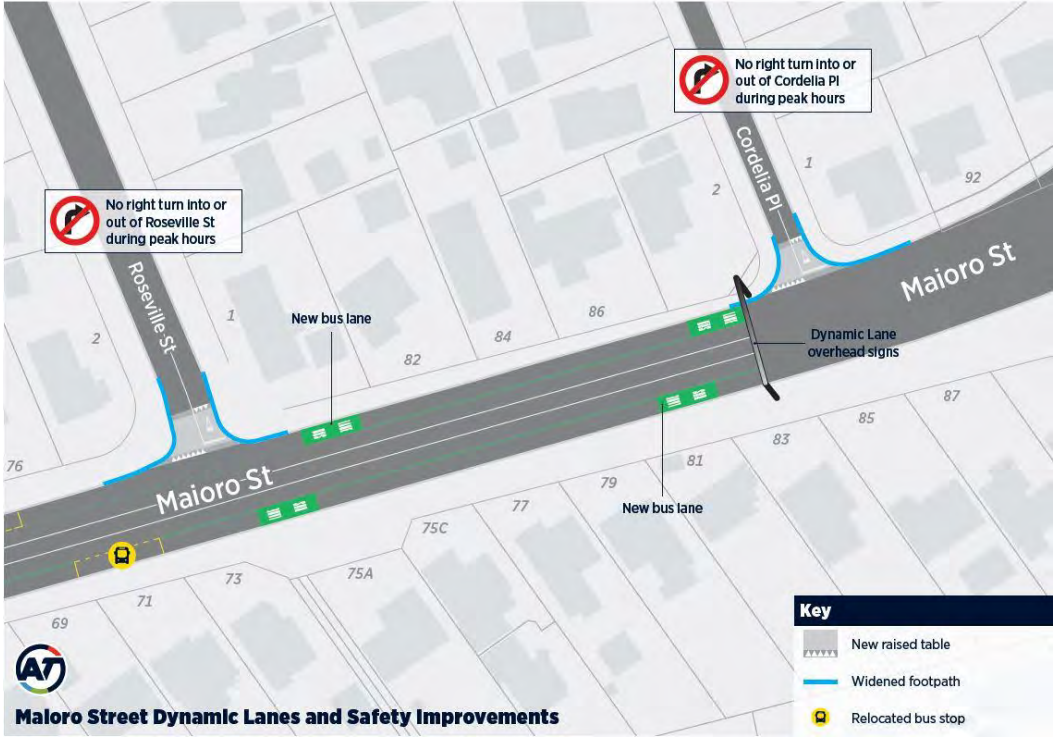 No right turn into or
out of Cordelia Pl
during peak hours
No right turn into or
out of Roseville St
during peak hours
Cordelia Pl
1
2
92
Maioro St
Roseville St
1
2
New bus lane
86
84
82
Dynamic Lane
overhead signs
76
Maioro St
87
85
83
81
79
77
New bus lane
75C
75A
73
71
69
Key
New raised table
Widened footpath
Relocated bus stop
AT
Maioro Street Dynamic Lanes and Safety Improvements